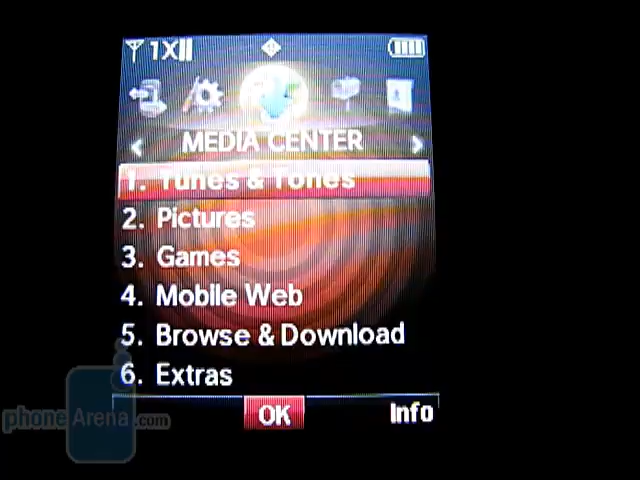 1X
MEDIA CENTER
1. Tunes & Tones
2. Pictures
3. Games
4. Mobile Web
5. Browse & Download
6. Extras
OK Info
phoneArena.com